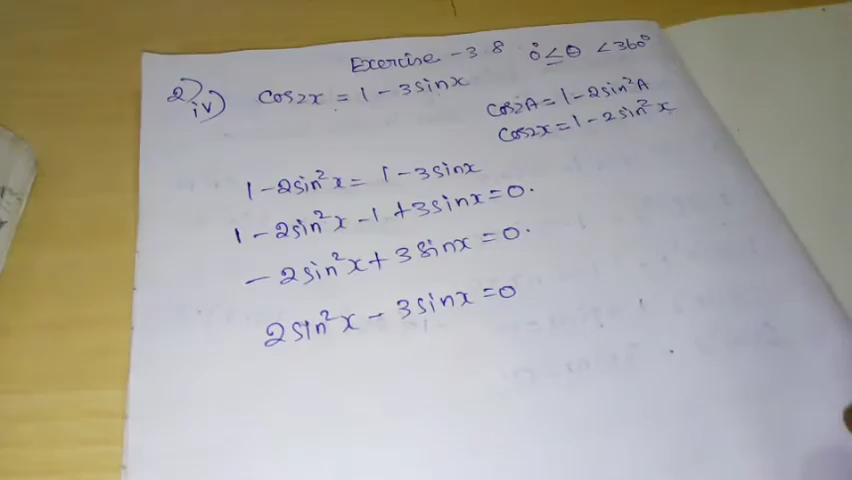 Exercise - 3.8 0° ≤ θ < 360°
2) iv) cos2x = 1 - 3sinx
cos2A = 1 - 2sin²A
cos2x = 1 - 2sin²x
1 - 2sin²x = 1 - 3sinx
1 - 2sin²x - 1 + 3sinx = 0.
- 2sin²x + 3sinx = 0.
2sin²x - 3sinx = 0